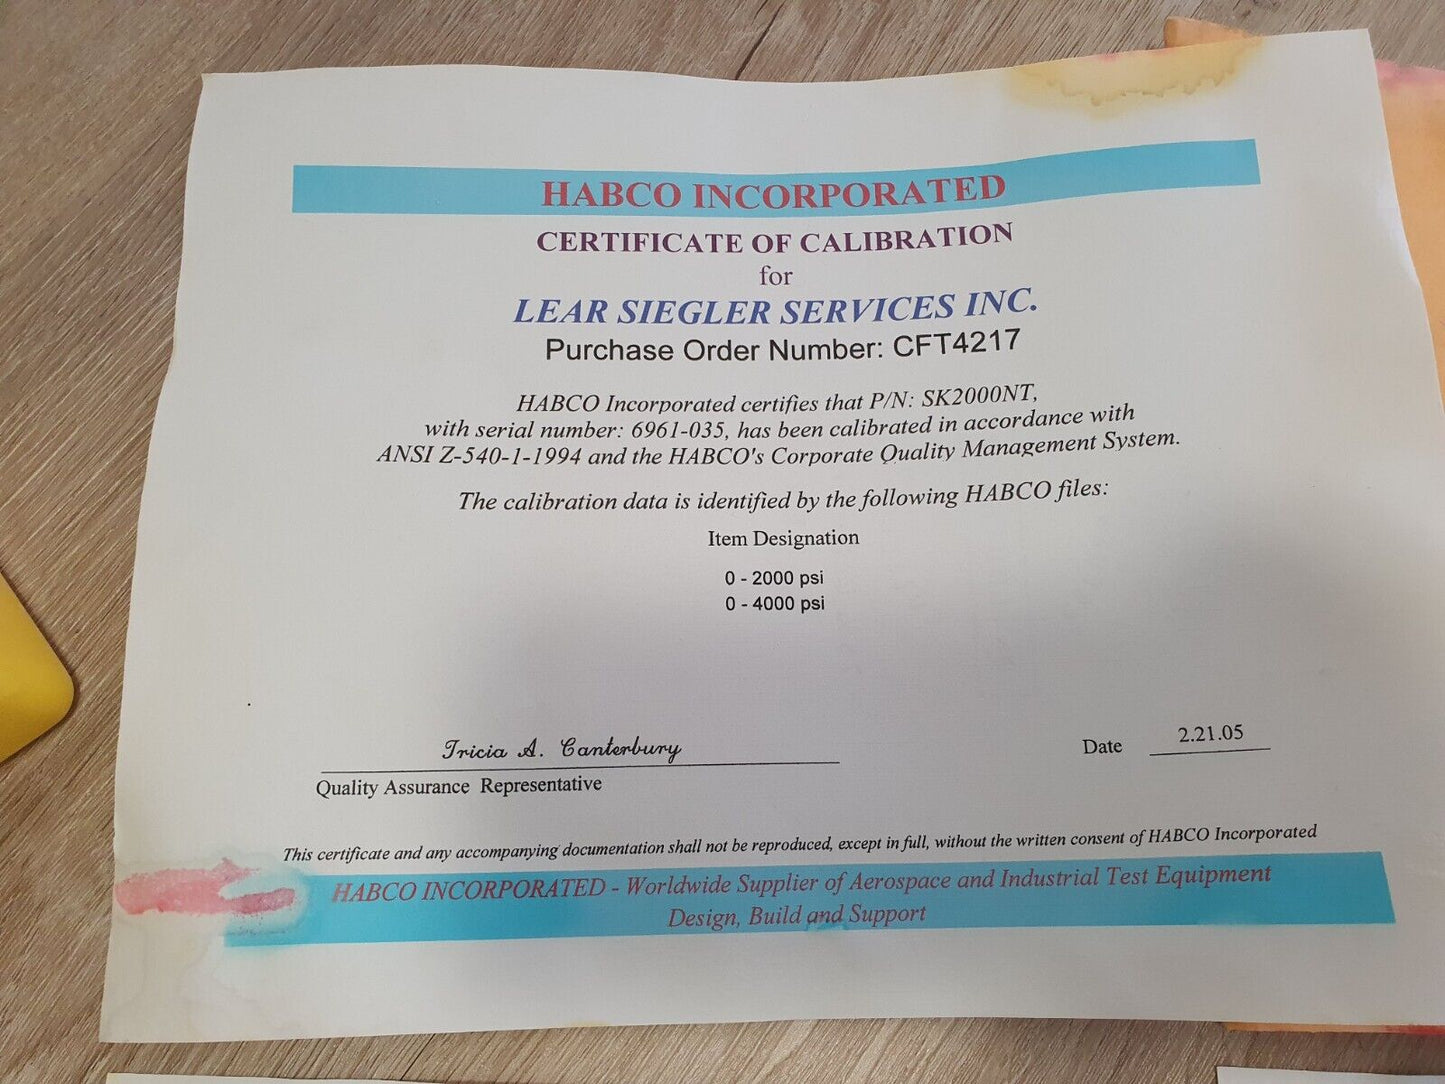 HABCO INCORPORATED
CERTIFICATE OF CALIBRATION
for
LEAR SIEGLER SERVICES INC.
Purchase Order Number: CFT4217
HABCO Incorporated certifies that P/N: SK2000NT,
with serial number: 6961-035, has been calibrated in accordance with
ANSI Z-540-1-1994 and the HABCO's Corporate Quality Management System.
The calibration data is identified by the following HABCO files:
Item Designation
0 - 2000 psi
0 - 4000 psi
Tricia A. Canterbury
Quality Assurance Representative
Date 2.21.05
This certificate and any accompanying documentation shall not be reproduced, except in full, without the written consent of HABCO Incorporated
HABCO INCORPORATED - Worldwide Supplier of Aerospace and Industrial Test Equipment
Design, Build and Support